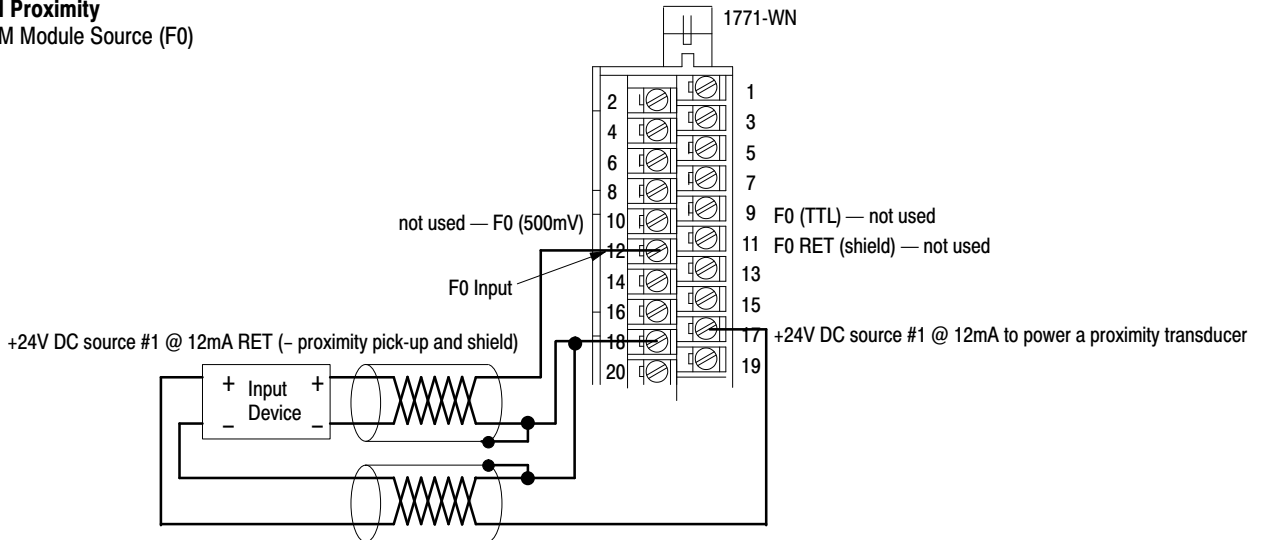 Proximity
M Module Source (F0)
1771-WN
1
2
3
4
5
6
7
8
9 F0 (TTL) — not used
not used — F0 (500mV) 10
11 F0 RET (shield) — not used
12
13
F0 Input 14
15
16
17 +24V DC source #1 @ 12mA to power a proximity transducer
+24V DC source #1 @ 12mA RET (– proximity pick-up and shield) 18
19
20
+ Input +
Device
– –